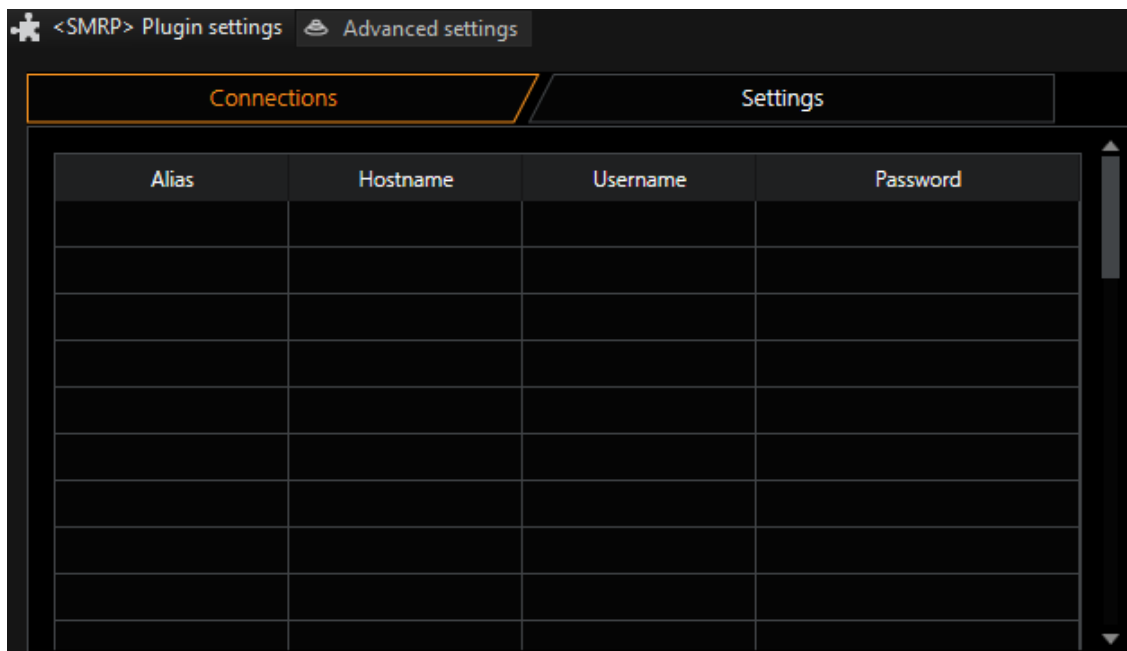 <SMRP> Plugin settings Advanced settings
Connections Settings
Alias Hostname Username Password